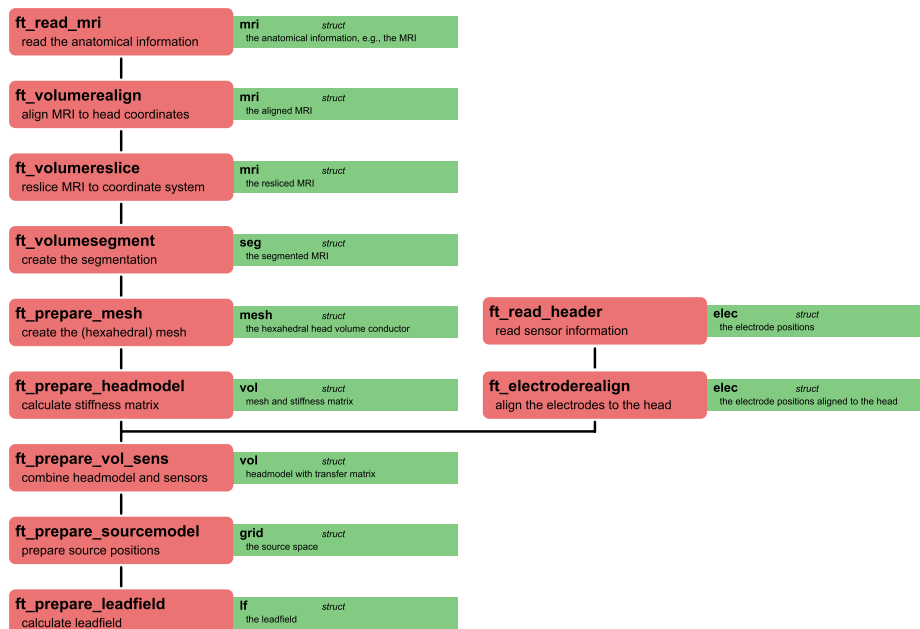 ft_read_mri
read the anatomical information
mri struct
the anatomical information, e.g., the MRI
ft_volumerealign
align MRI to head coordinates
mri struct
the aligned MRI
ft_volumereslice
reslice MRI to coordinate system
mri struct
the resliced MRI
ft_volumesegment
create the segmentation
seg struct
the segmented MRI
ft_prepare_mesh
create the (hexahedral) mesh
mesh struct
the hexahedral head volume conductor
ft_read_header
read sensor information
elec struct
the electrode positions
ft_prepare_headmodel
calculate stiffness matrix
vol struct
mesh and stiffness matrix
ft_electroderealign
align the electrodes to the head
elec struct
the electrode positions aligned to the head
ft_prepare_vol_sens
combine headmodel and sensors
vol struct
headmodel with transfer matrix
ft_prepare_sourcemodel
prepare source positions
grid struct
the source space
ft_prepare_leadfield
calculate leadfield
lf struct
the leadfield